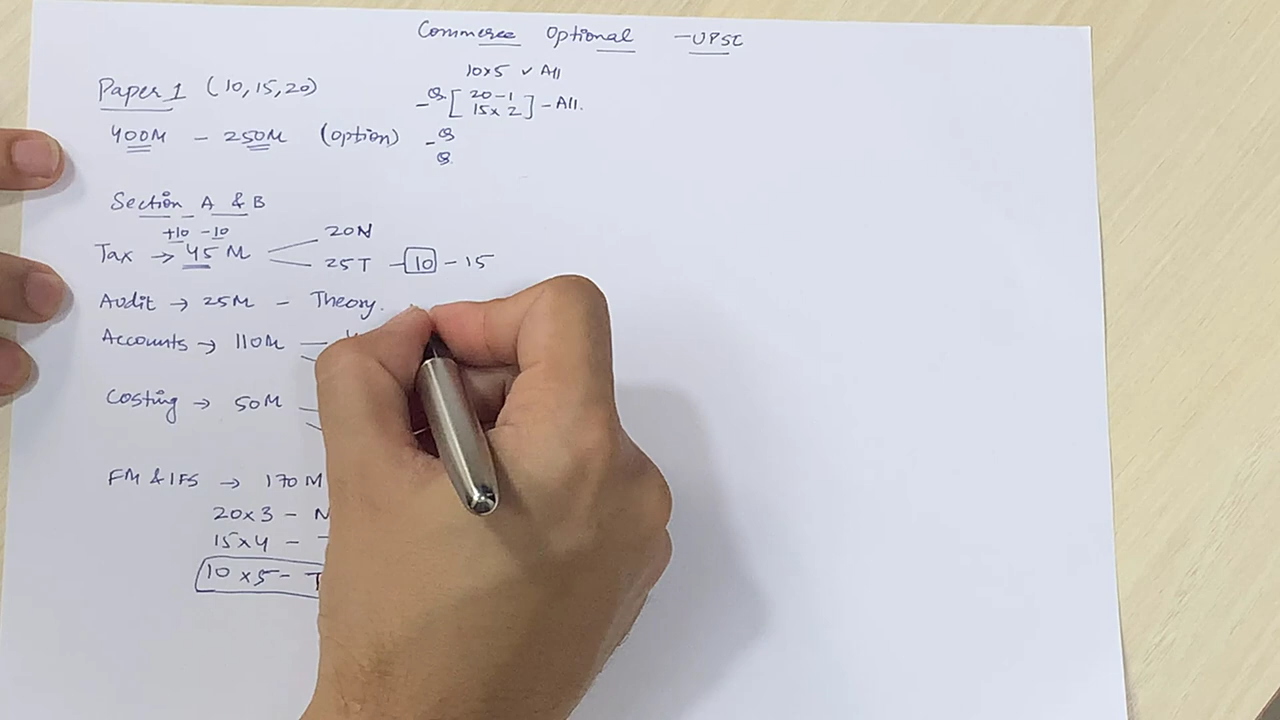 Commerce Optional - UPSC
10x5 ✓ All
Paper 1 (10, 15, 20)
- Q. [ 20-1
15x2 ] - All.
400M - 250M (option) - Q
Q.
Section A & B
+10 -10
Tax → 45M
20N
25T - 10 - 15
Audit → 25M - Theory.
Accounts → 110M
Costing → 50M
FM & IFS → 170M
20x3 - N
15x4 -
10x5 - T